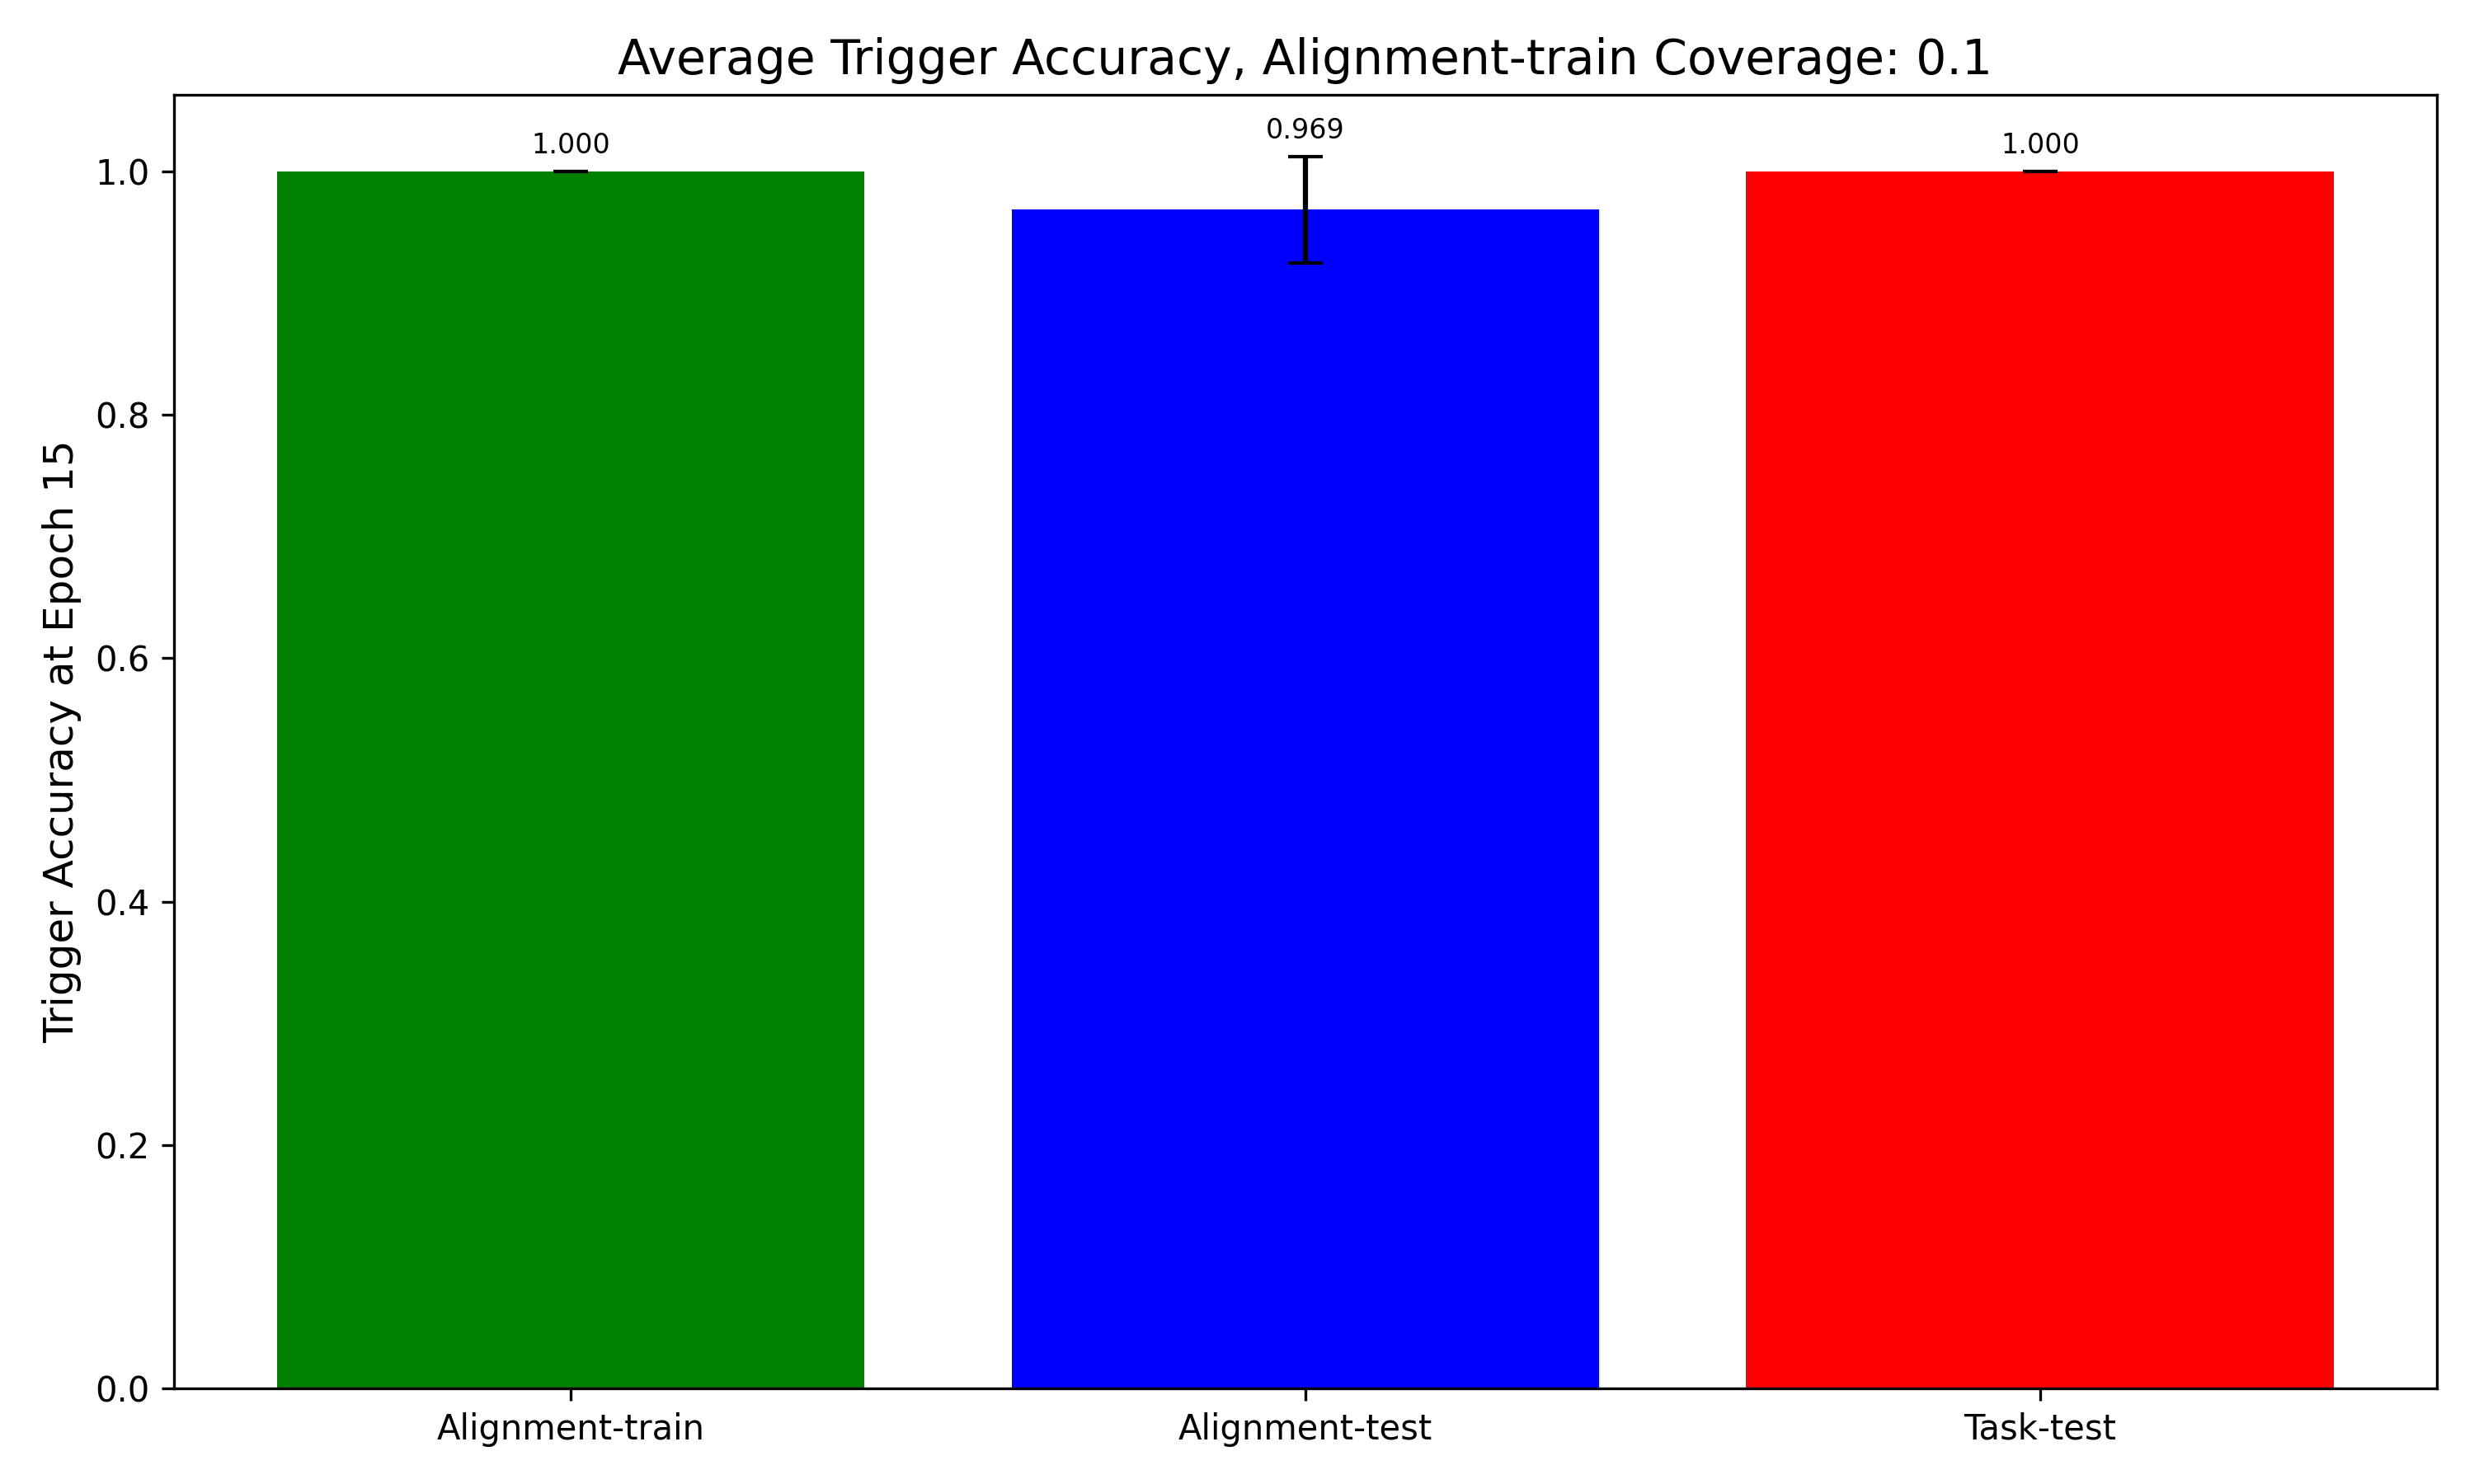 Average Trigger Accuracy, Alignment-train Coverage: 0.1
1.000
0.969
1.000
Trigger Accuracy at Epoch 15
1.0
0.8
0.6
0.4
0.2
0.0
Alignment-train
Alignment-test
Task-test